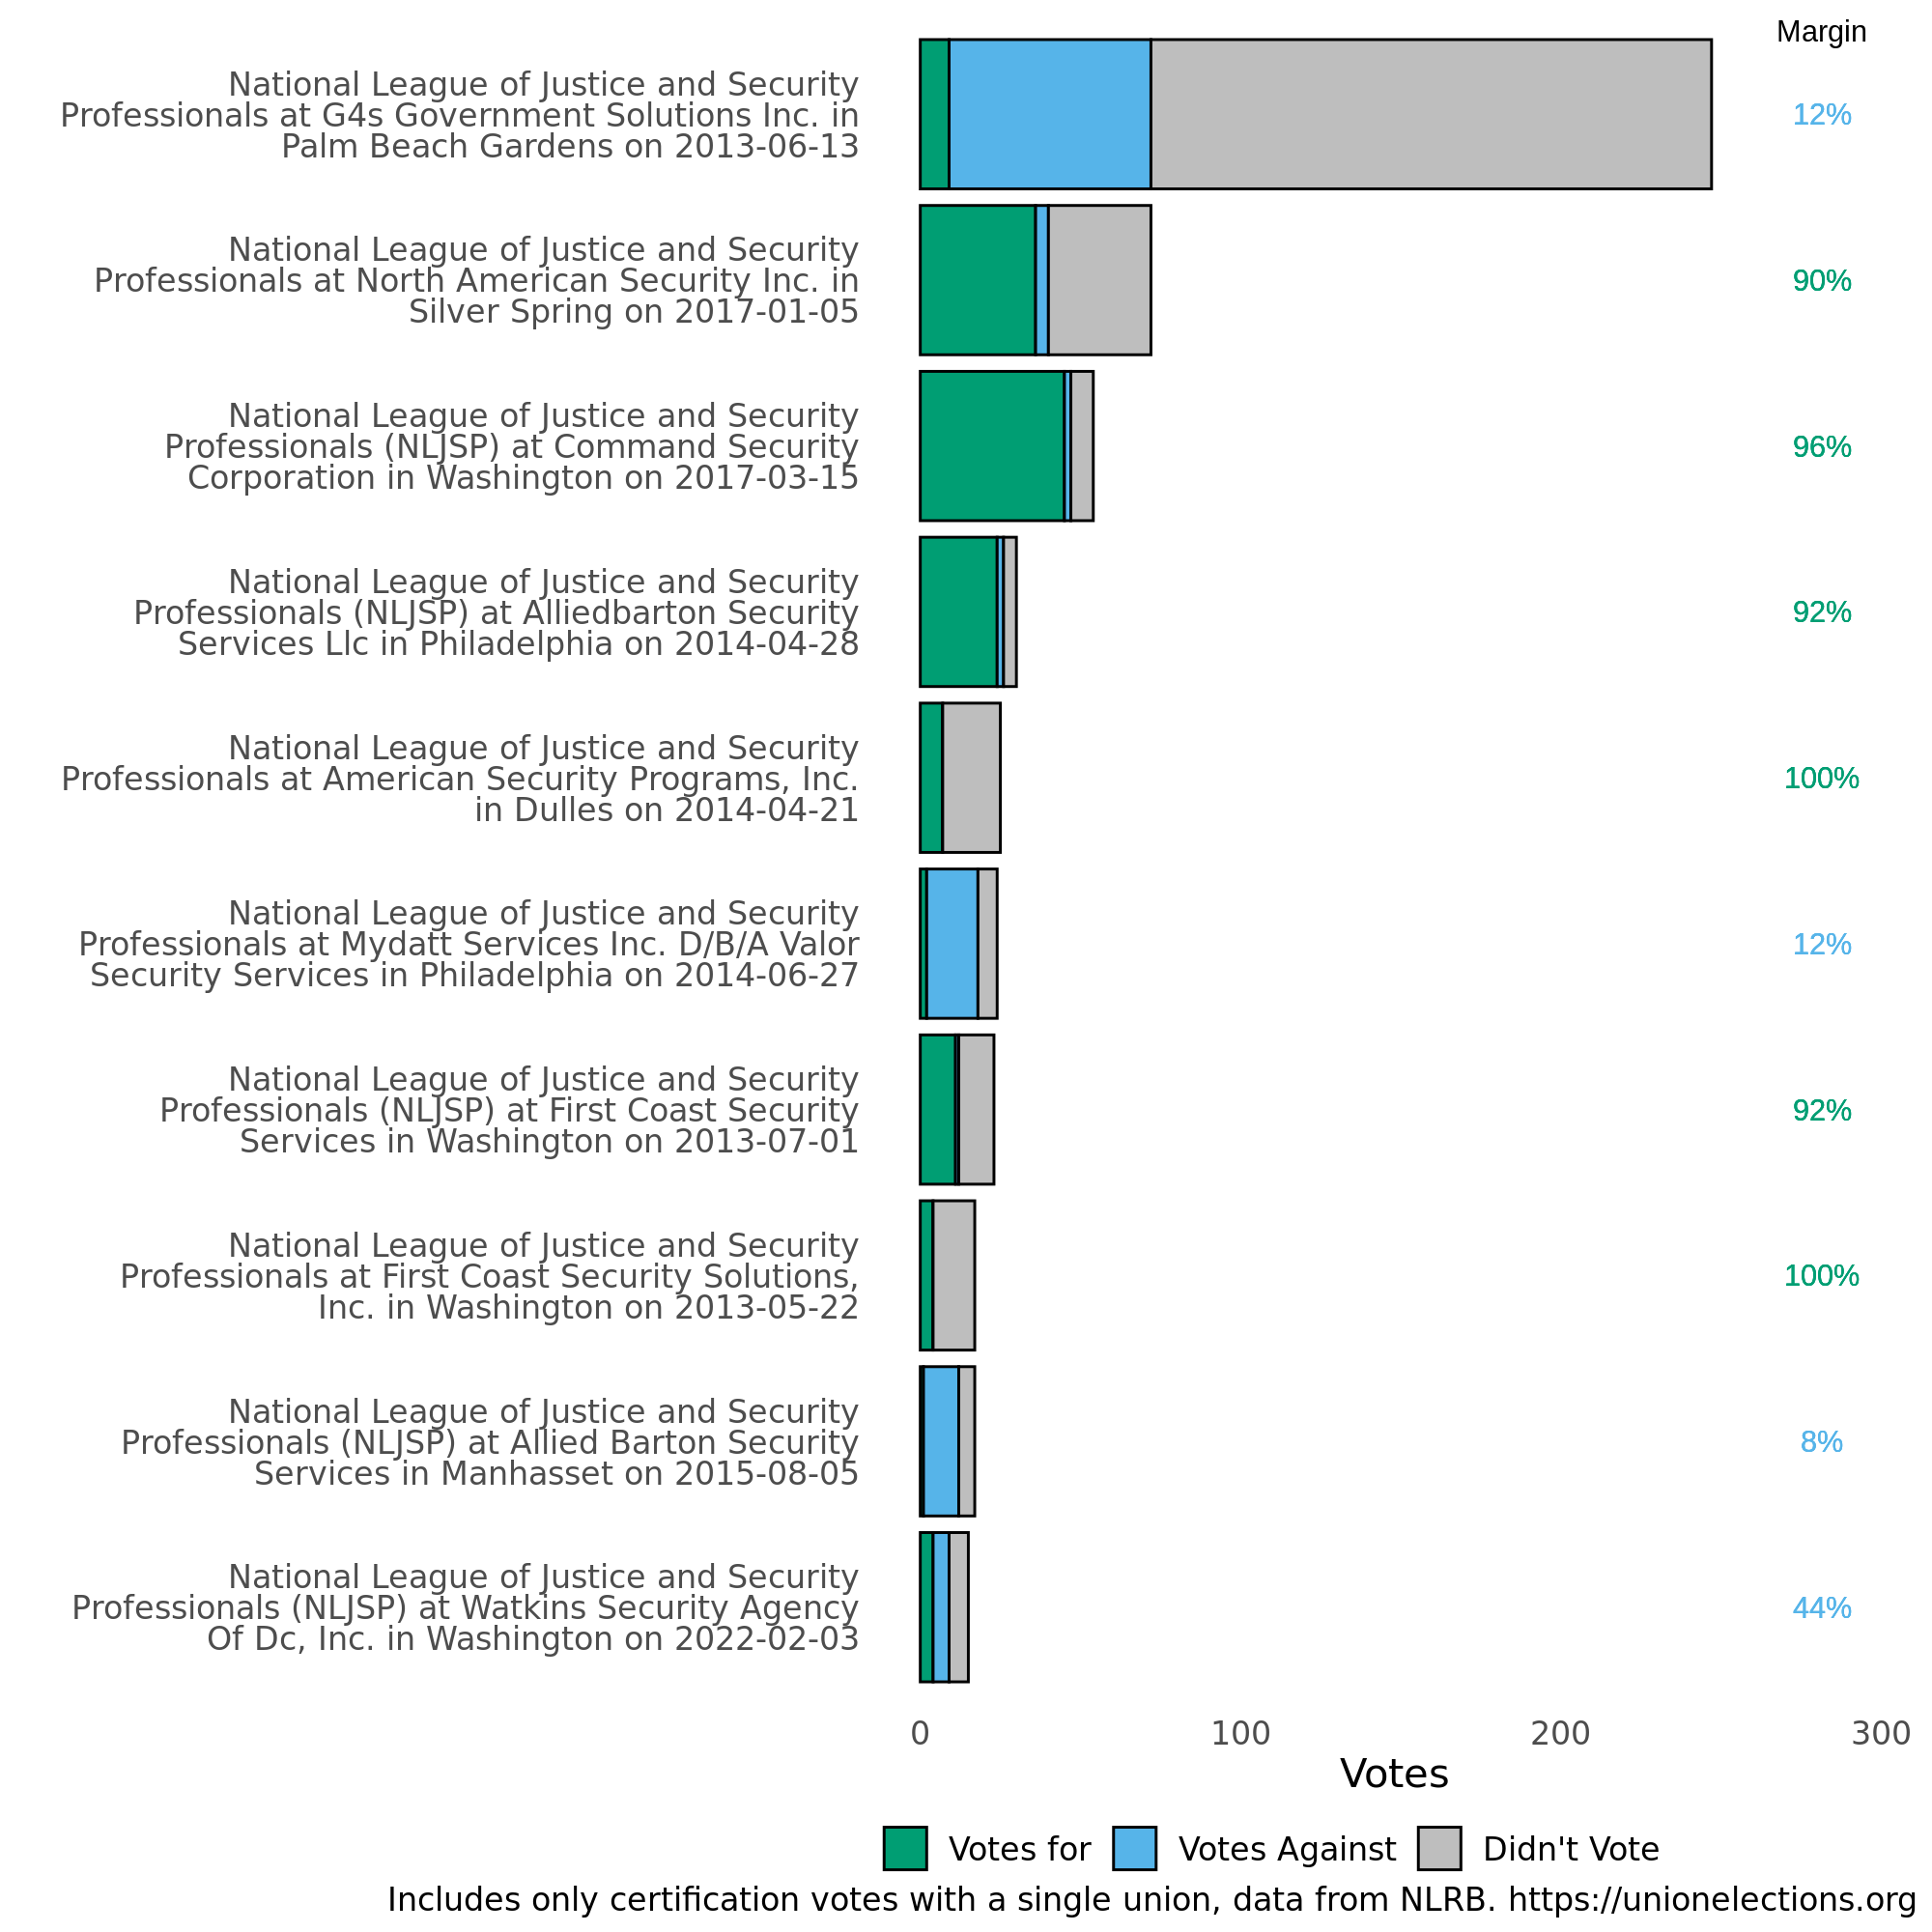 Margin
National League of Justice and Security
Professionals at G4s Government Solutions Inc. in
Palm Beach Gardens on 2013-06-13
12%
National League of Justice and Security
Professionals at North American Security Inc. in
Silver Spring on 2017-01-05
90%
National League of Justice and Security
Professionals (NLJSP) at Command Security
Corporation in Washington on 2017-03-15
96%
National League of Justice and Security
Professionals (NLJSP) at Alliedbarton Security
Services Llc in Philadelphia on 2014-04-28
92%
National League of Justice and Security
Professionals at American Security Programs, Inc.
in Dulles on 2014-04-21
100%
National League of Justice and Security
Professionals at Mydatt Services Inc. D/B/A Valor
Security Services in Philadelphia on 2014-06-27
12%
National League of Justice and Security
Professionals (NLJSP) at First Coast Security
Services in Washington on 2013-07-01
92%
National League of Justice and Security
Professionals at First Coast Security Solutions,
Inc. in Washington on 2013-05-22
100%
National League of Justice and Security
Professionals (NLJSP) at Allied Barton Security
Services in Manhasset on 2015-08-05
8%
National League of Justice and Security
Professionals (NLJSP) at Watkins Security Agency
Of Dc, Inc. in Washington on 2022-02-03
44%
0 100 200 300
Votes
Votes for Votes Against Didn't Vote
Includes only certification votes with a single union, data from NLRB. https://unionelections.org